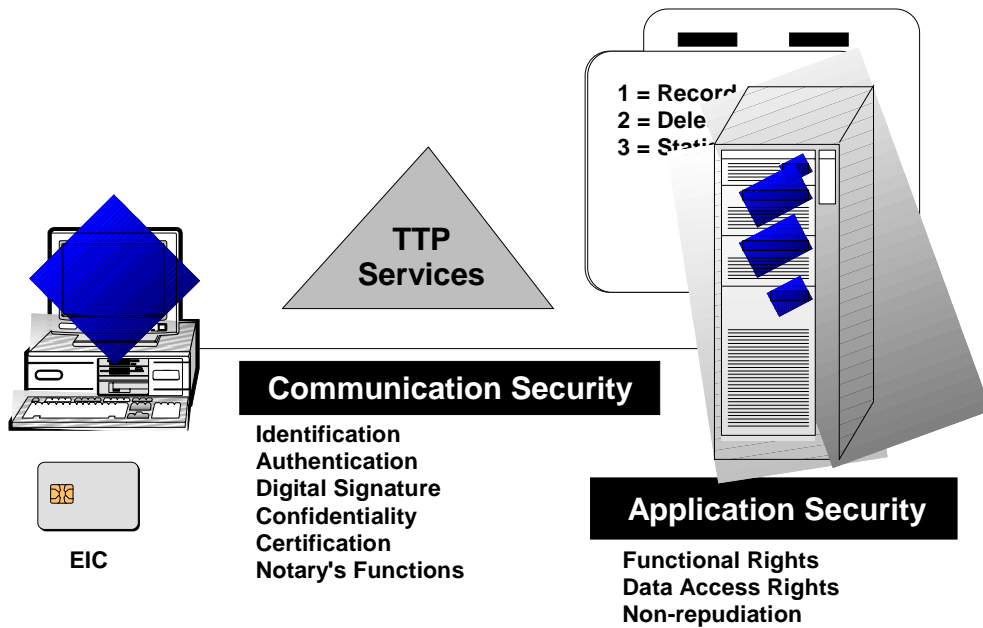 1 = Record
2 = Dele
3 =
TTP
Services
Communication Security
Identification
Authentication
Digital Signature
Confidentiality
Certification
Notary's Functions
EIC
Application Security
Functional Rights
Data Access Rights
Non-repudiation